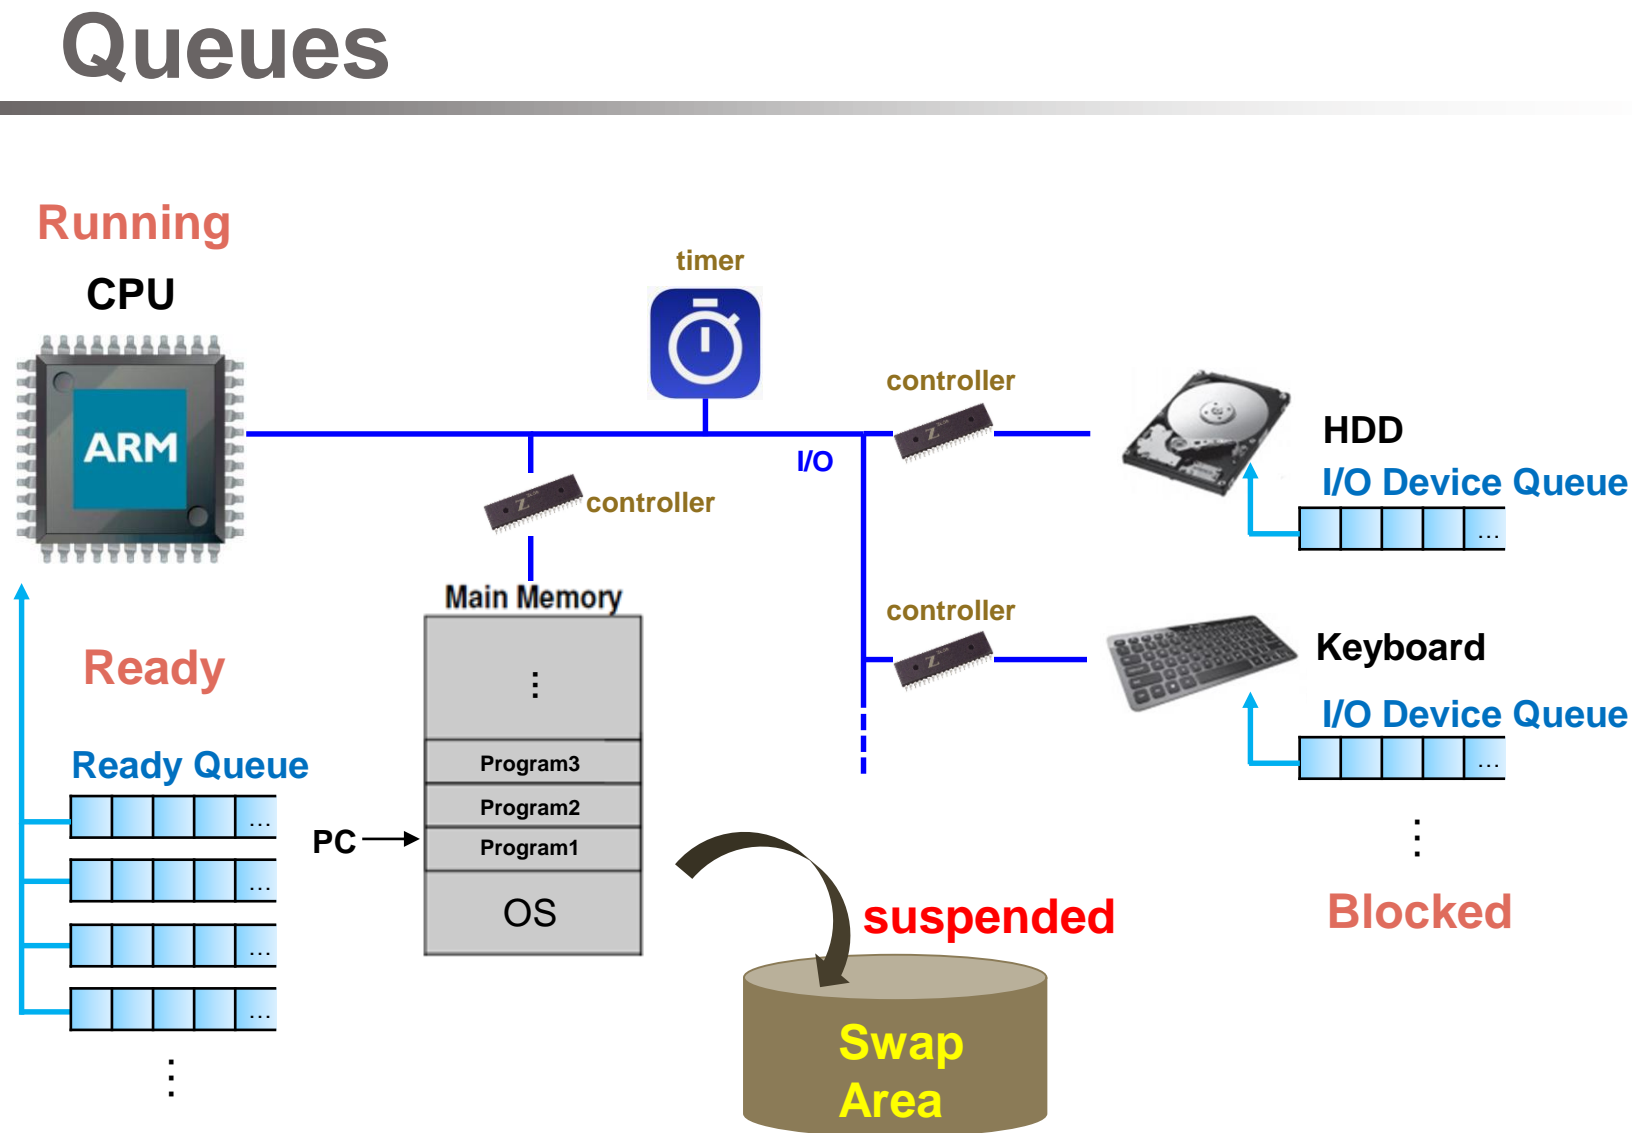 Queues
Running
CPU
ARM
timer
controller
I/O
controller
HDD
I/O Device Queue
...
Main Memory
⋮
Program3
Program2
Program1
OS
PC
controller
Keyboard
I/O Device Queue
...
⋮
Blocked
Ready
Ready Queue
...
...
...
...
⋮
suspended
Swap
Area